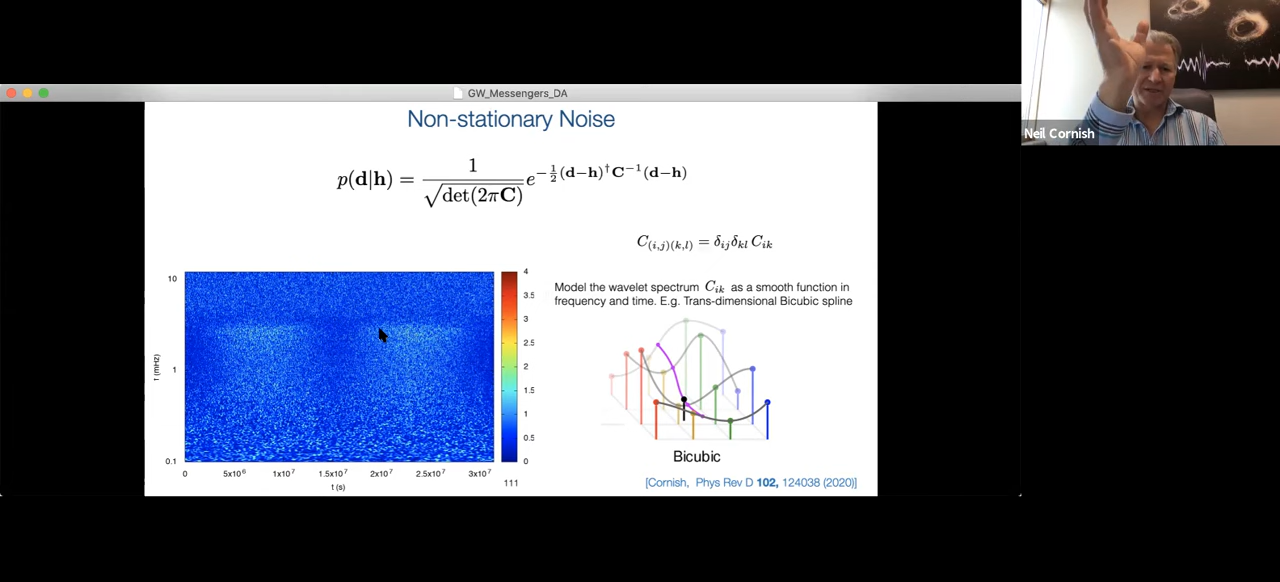 GW_Messengers_DA
Neil Cornish
Non-stationary Noise
p(d|h) = 1/√det(2πC) e^{−½(d−h)†C⁻¹(d−h)}
C_{(i,j)(k,l)} = δ_{ij}δ_{kl} C_{ik}
Model the wavelet spectrum C_{ik} as a smooth function in
frequency and time. E.g. Trans-dimensional Bicubic spline
10
1
0.1
f (mHz)
0 5x10⁶ 1x10⁷ 1.5x10⁷ 2x10⁷ 2.5x10⁷ 3x10⁷
t (s)
4
3.5
3
2.5
2
1.5
1
0.5
0
Bicubic
111
[Cornish, Phys Rev D 102, 124038 (2020)]